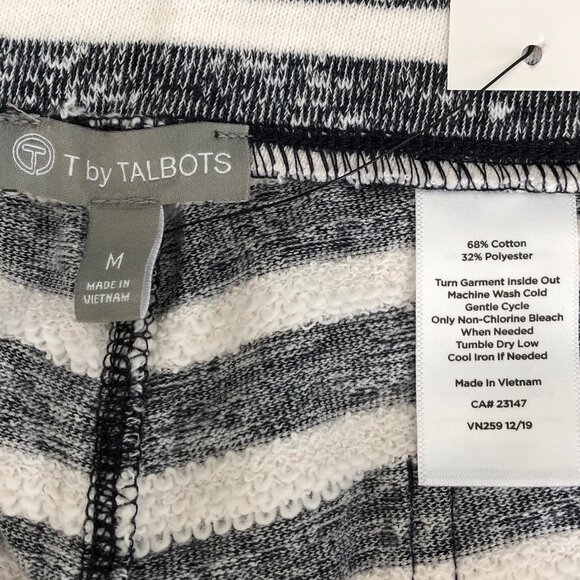 T by TALBOTS
M
MADE IN
VIETNAM
68% Cotton
32% Polyester
Turn Garment Inside Out
Machine Wash Cold
Gentle Cycle
Only Non-Chlorine Bleach
When Needed
Tumble Dry Low
Cool Iron If Needed
Made in Vietnam
CA# 23147
VN259 12/19